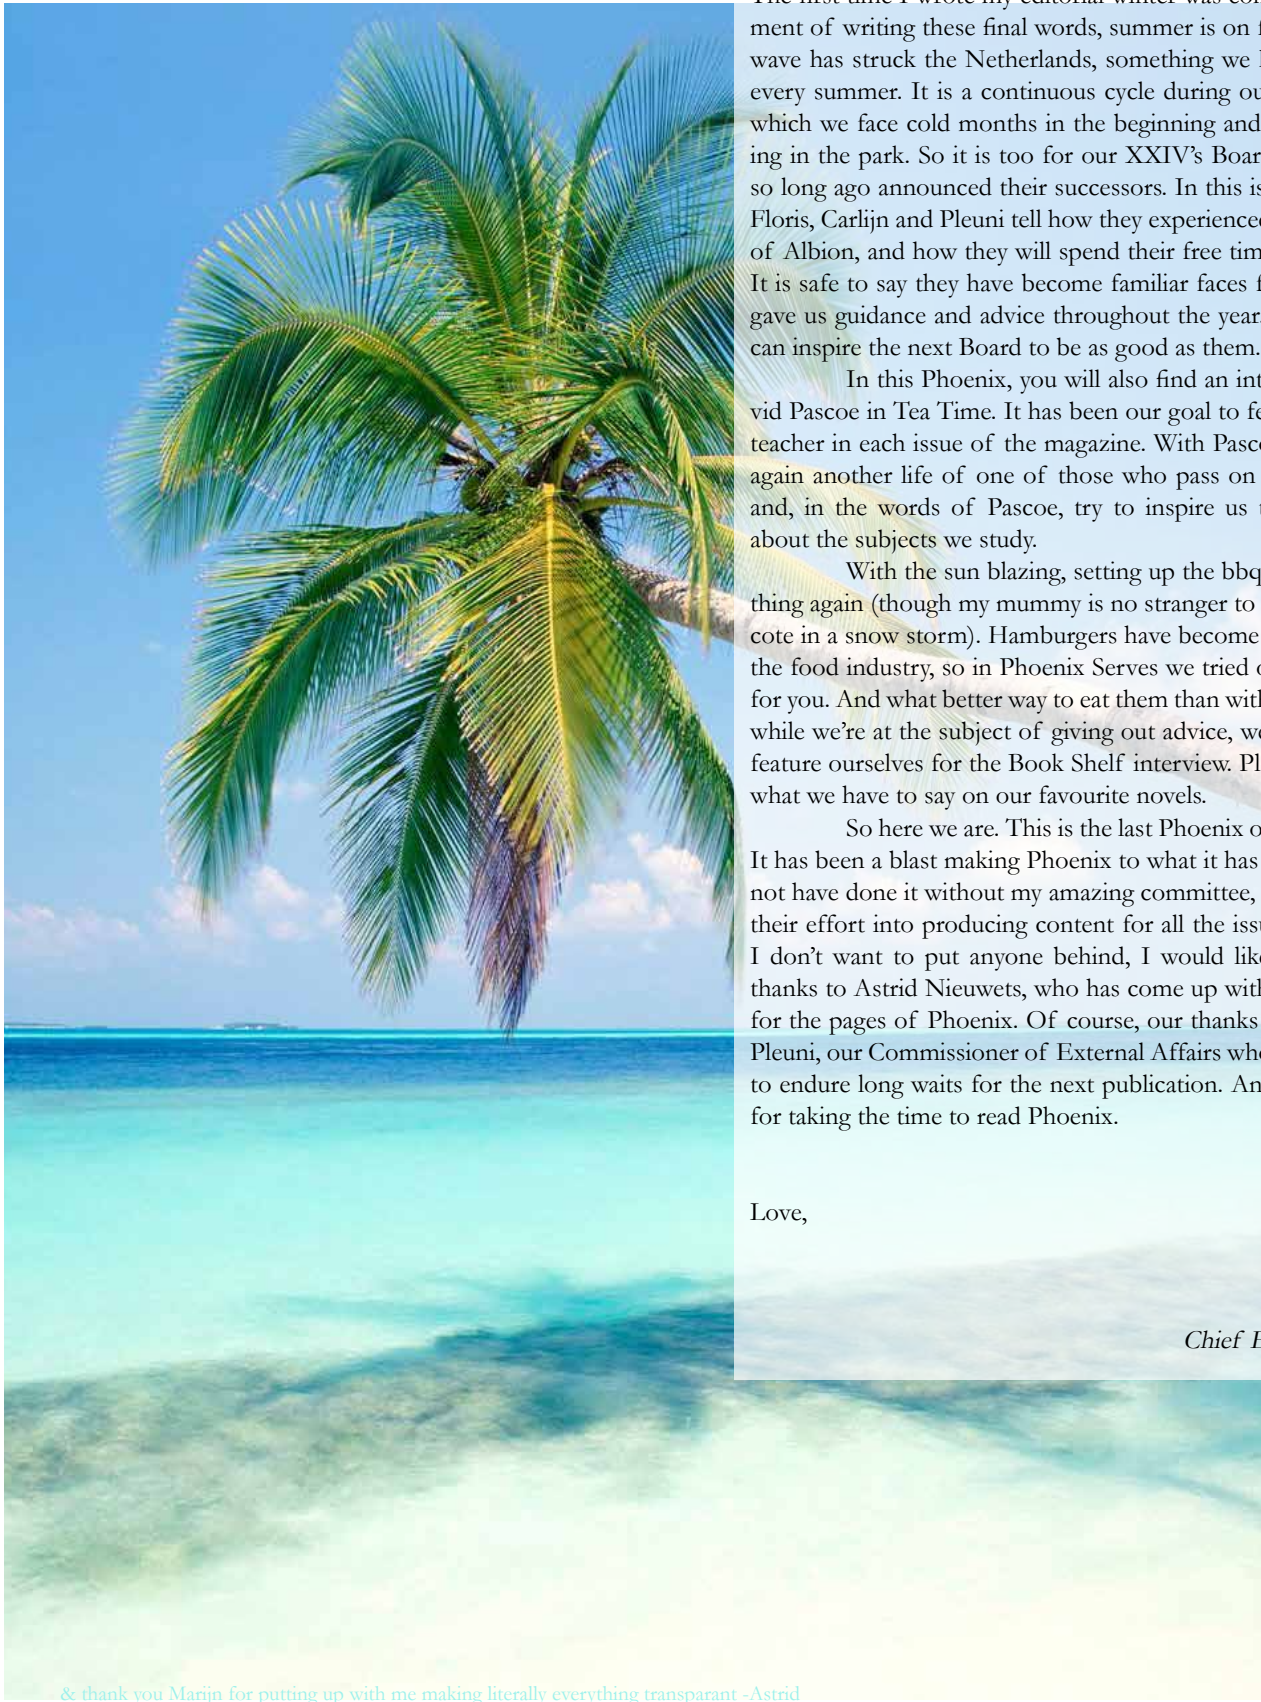 The first time I wrote my editorial winter was
ment of writing these final words, summer is on
wave has struck the Netherlands, something we
every summer. It is a continuous cycle during
which we face cold months in the beginning and
ing in the park. So it is too for our XXIV’s
so long ago announced their successors. In this
Floris, Carlijn and Pleuni tell how they experienced
of Albion, and how they will spend their free
It is safe to say they have become familiar faces
gave us guidance and advice throughout the year
can inspire the next Board to be as good as them.
In this Phoenix, you will also find an
vid Pascoe in Tea Time. It has been our goal to
teacher in each issue of the magazine. With
again another life of one of those who pass on
and, in the words of Pascoe, try to inspire us
about the subjects we study.
With the sun blazing, setting up the bbq
thing again (though my mummy is no stranger to
cote in a snow storm). Hamburgers have become
the food industry, so in Phoenix Serves we tried
for you. And what better way to eat them than
while we’re at the subject of giving out advice,
feature ourselves for the Book Shelf interview.
what we have to say on our favourite novels.
So here we are. This is the last Phoenix
It has been a blast making Phoenix to what it has
not have done it without my amazing committee,
their effort into producing content for all the
I don’t want to put anyone behind, I would
thanks to Astrid Nieuwets, who has come up
for the pages of Phoenix. Of course, our thanks
Pleuni, our Commissioner of External Affairs
to endure long waits for the next publication.
for taking the time to read Phoenix.
Love,
Chief
& thank you Marijn for putting up with me making literally everything transparant -Astrid